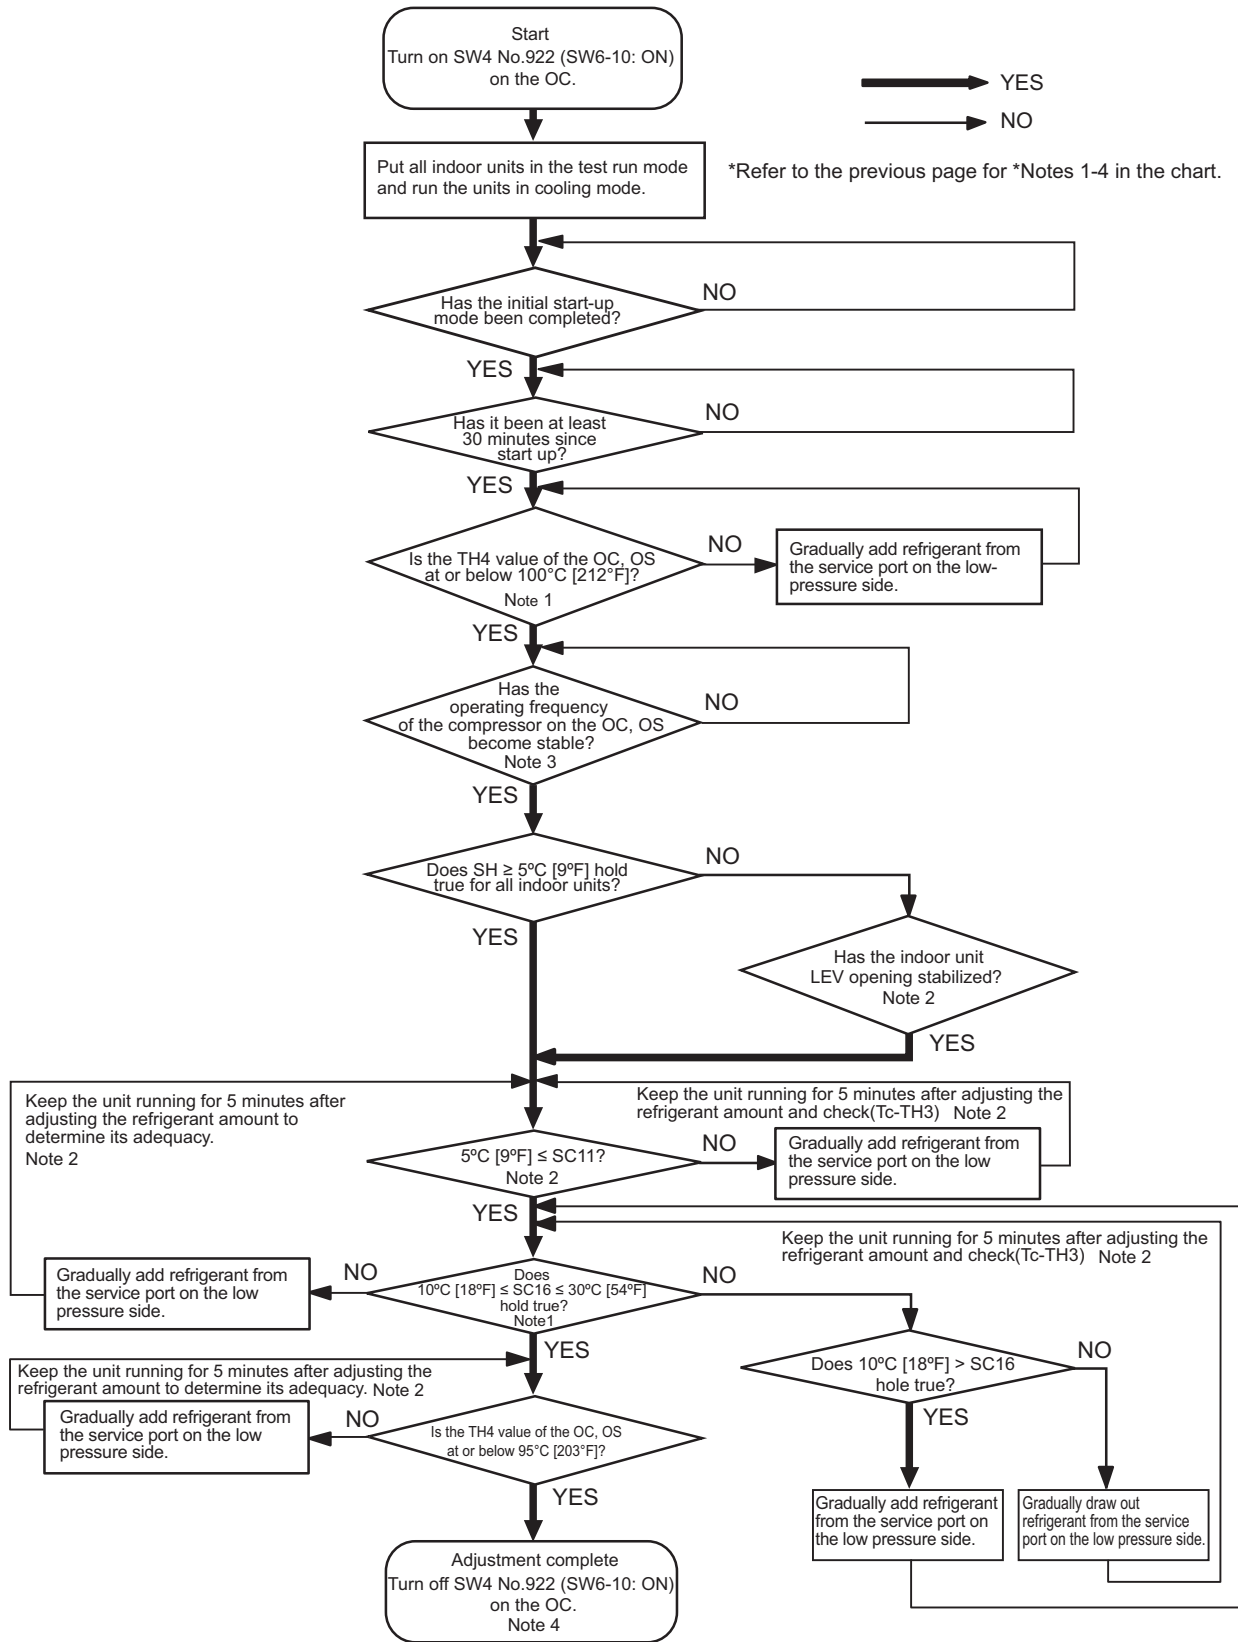 Start
Turn on SW4 No.922 (SW6-10: ON)
on the OC.
YES
NO
*Refer to the previous page for *Notes 1-4 in the chart.
Put all indoor units in the test run mode
and run the units in cooling mode.
Has the initial start-up
mode been completed?
NO
YES
Has it been at least
30 minutes since
start up?
NO
YES
Is the TH4 value of the OC, OS
at or below 100°C [212°F]?
Note 1
NO
Gradually add refrigerant from
the service port on the low-
pressure side.
YES
Has the
operating frequency
of the compressor on the OC, OS
become stable?
Note 3
NO
YES
Does SH ≥ 5ºC [9ºF] hold
true for all indoor units?
NO
YES
Has the indoor unit
LEV opening stabilized?
Note 2
YES
Keep the unit running for 5 minutes after
adjusting the refrigerant amount to
determine its adequacy.
Note 2
Keep the unit running for 5 minutes after adjusting the
refrigerant amount and check(Tc-TH3) Note 2
5ºC [9ºF] ≤ SC11?
Note 2
NO
Gradually add refrigerant from
the service port on the low
pressure side.
YES
Keep the unit running for 5 minutes after adjusting the
refrigerant amount and check(Tc-TH3) Note 2
Gradually add refrigerant from
the service port on the low
pressure side.
NO
Does
10ºC [18ºF] ≤ SC16 ≤ 30ºC [54ºF]
hold true?
Note1
NO
YES
Does 10ºC [18ºF] > SC16
hole true?
NO
YES
Keep the unit running for 5 minutes after adjusting the
refrigerant amount to determine its adequacy. Note 2
Gradually add refrigerant from
the service port on the low
pressure side.
NO
Is the TH4 value of the OC, OS
at or below 95°C [203°F]?
YES
Gradually add refrigerant
from the service port on
the low pressure side.
Gradually draw out
refrigerant from the service
port on the low pressure side.
Adjustment complete
Turn off SW4 No.922 (SW6-10: ON)
on the OC.
Note 4